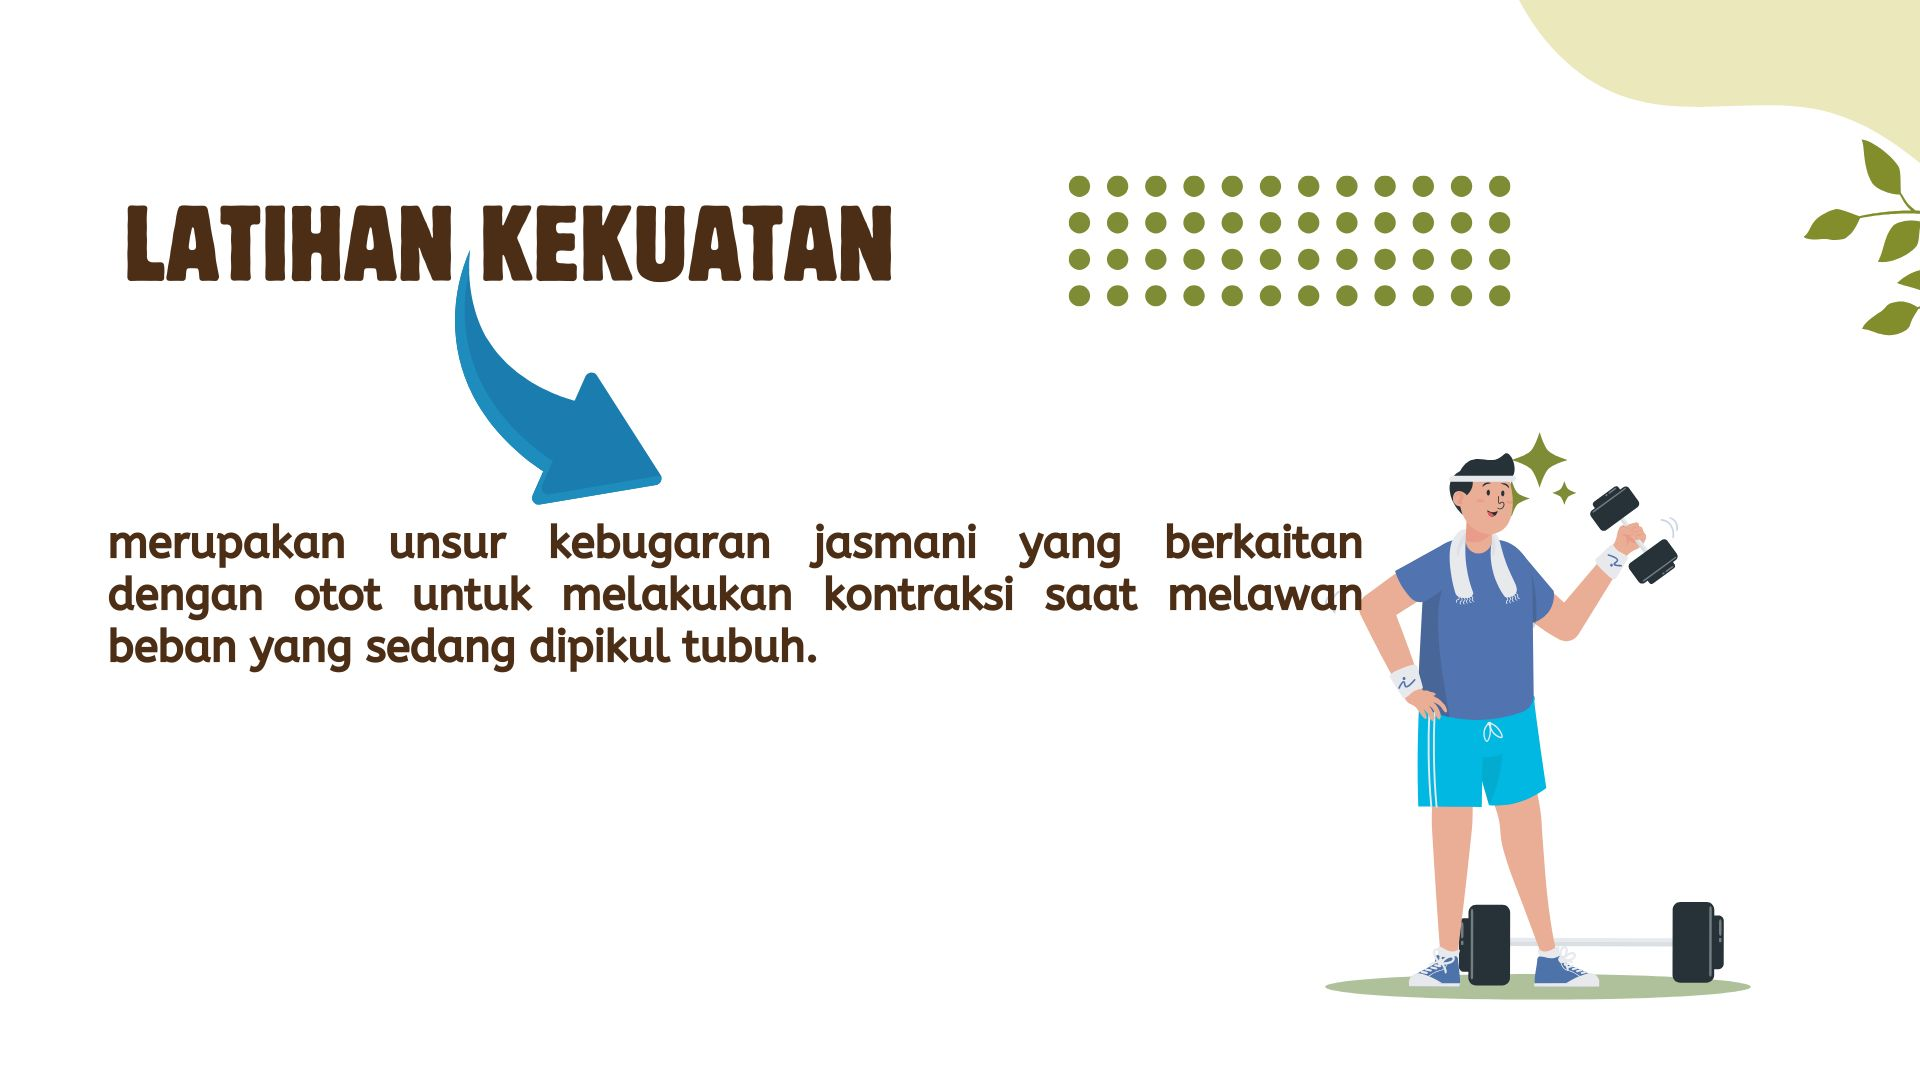 LATIHAN KEKUATAN
merupakan unsur kebugaran jasmani yang berkaitan
dengan otot untuk melakukan kontraksi saat melawan
beban yang sedang dipikul tubuh.